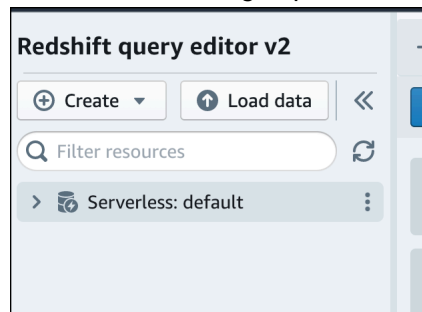 Redshift query editor v2
Create Load data
Filter resources
Serverless: default